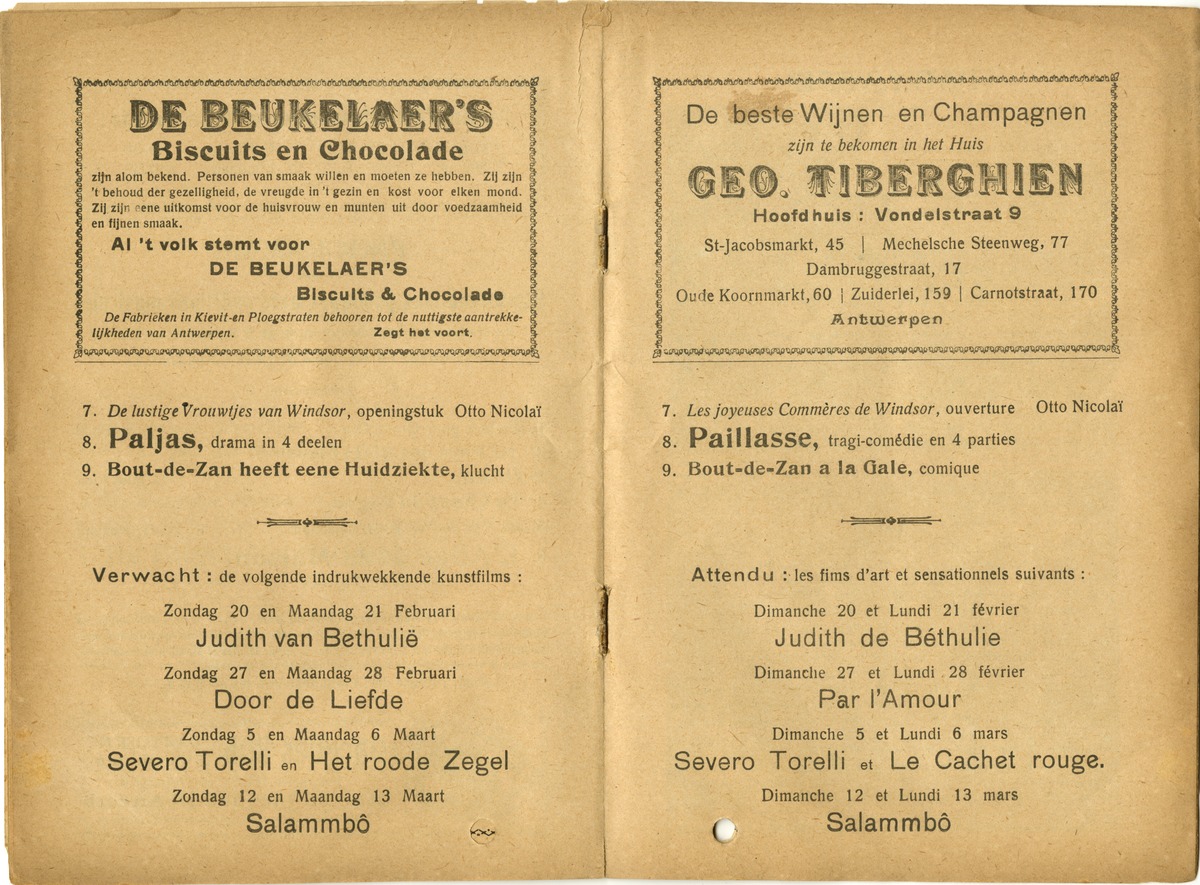 DE BEUKELAER'S
Biscuits en Chocolade
zijn alom bekend. Personen van smaak willen en moeten ze hebben. Zij zijn
't behoud der gezelligheid, de vreugde in 't gezin en kost voor elken mond.
Zij zijn eene uitkomst voor de huisvrouw en munten uit door voedzaamheid
en fijnen smaak.
Al 't volk stemt voor
DE BEUKELAER'S
Biscuits & Chocolade
De Fabrieken in Kievit-en Ploegstraten behooren tot de nuttigste aantrekke-
lijkheden van Antwerpen. Zegt het voort.
7. De lustige Vrouwtjes van Windsor, openingstuk Otto Nicolaï
8. Paljas, drama in 4 deelen
9. Bout-de-Zan heeft eene Huidziekte, klucht
Verwacht : de volgende indrukwekkende kunstfilms :
Zondag 20 en Maandag 21 Februari
Judith van Bethulië
Zondag 27 en Maandag 28 Februari
Door de Liefde
Zondag 5 en Maandag 6 Maart
Severo Torelli en Het roode Zegel
Zondag 12 en Maandag 13 Maart
Salammbô
De beste Wijnen en Champagnen
zijn te bekomen in het Huis
GEO. TIBERGHIEN
Hoofdhuis : Vondelstraat 9
St-Jacobsmarkt, 45 | Mechelsche Steenweg, 77
Dambruggestraat, 17
Oude Koornmarkt, 60 | Zuiderlei, 159 | Carnotstraat, 170
Antwerpen
7. Les joyeuses Commères de Windsor, ouverture Otto Nicolaï
8. Paillasse, tragi-comédie en 4 parties
9. Bout-de-Zan a la Gale, comique
Attendu : les fims d'art et sensationnels suivants :
Dimanche 20 et Lundi 21 février
Judith de Béthulie
Dimanche 27 et Lundi 28 février
Par l'Amour
Dimanche 5 et Lundi 6 mars
Severo Torelli et Le Cachet rouge.
Dimanche 12 et Lundi 13 mars
Salammbô